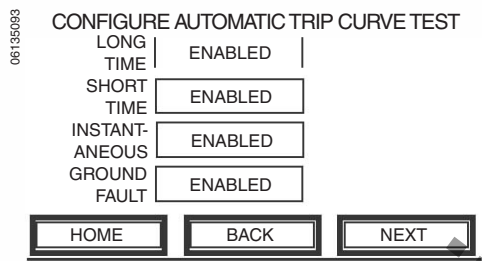 06135093
CONFIGURE AUTOMATIC TRIP CURVE TEST
LONG
TIME
ENABLED
SHORT
TIME
ENABLED
INSTANT-
ANEOUS
ENABLED
GROUND
FAULT
ENABLED
HOME
BACK
NEXT